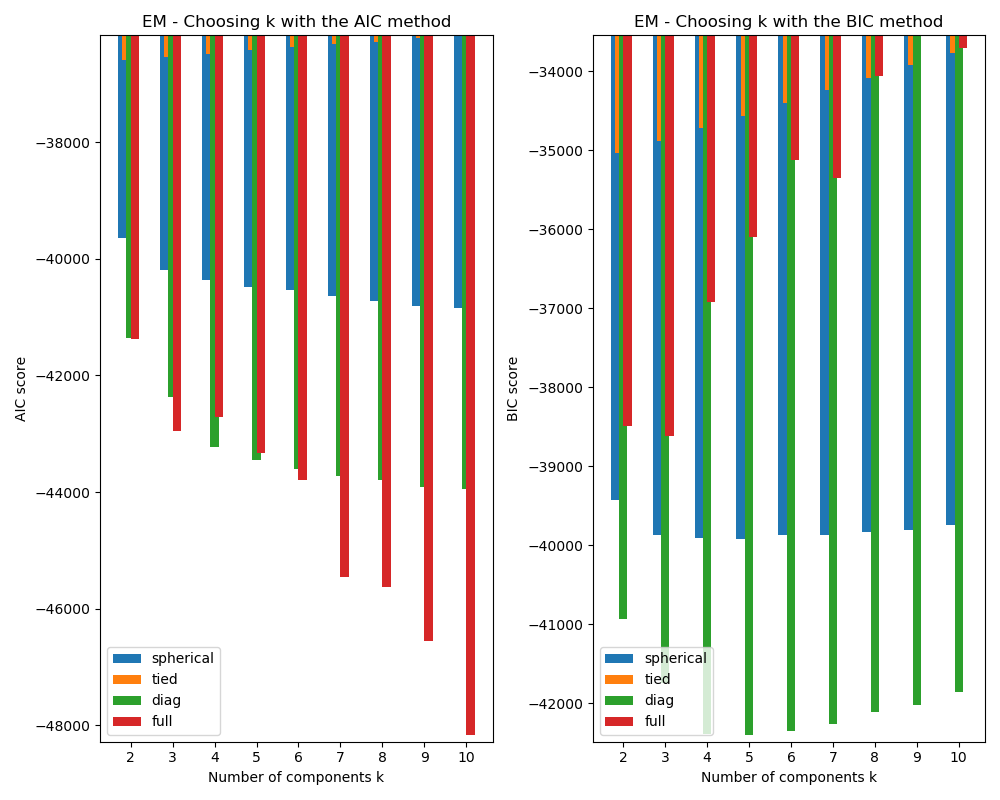 EM - Choosing k with the AIC method
AIC score
−38000
−40000
−42000
−44000
−46000
−48000
spherical
tied
diag
full
2 3 4 5 6 7 8 9 10
Number of components k
EM - Choosing k with the BIC method
BIC score
−34000
−35000
−36000
−37000
−38000
−39000
−40000
−41000
−42000
spherical
tied
diag
full
2 3 4 5 6 7 8 9 10
Number of components k